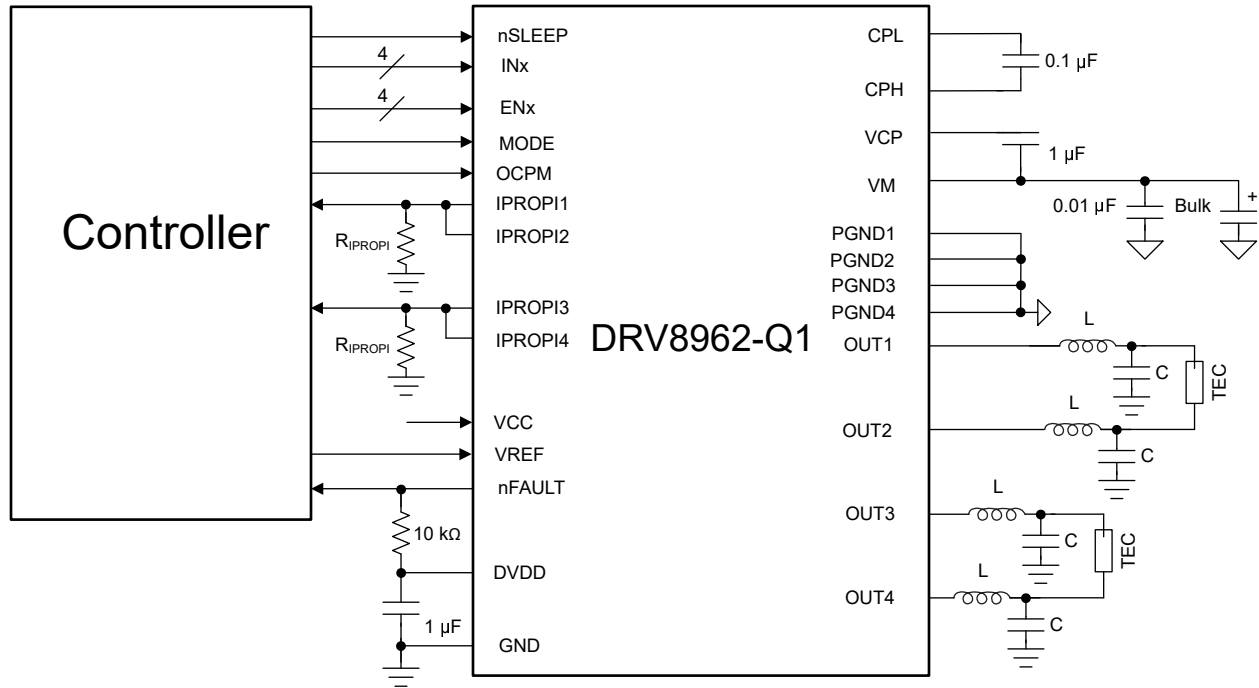 Controller
DRV8962-Q1
nSLEEP
4
INx
4
ENx
MODE
OCPM
IPROPI1
IPROPI2
RIPROPI
IPROPI3
IPROPI4
RIPROPI
VCC
VREF
nFAULT
10 kΩ
DVDD
1 µF
GND
CPL
0.1 µF
CPH
VCP
1 µF
VM
0.01 µF
Bulk
+
PGND1
PGND2
PGND3
PGND4
OUT1
L
C
TEC
OUT2
L
C
OUT3
L
C
TEC
OUT4
L
C